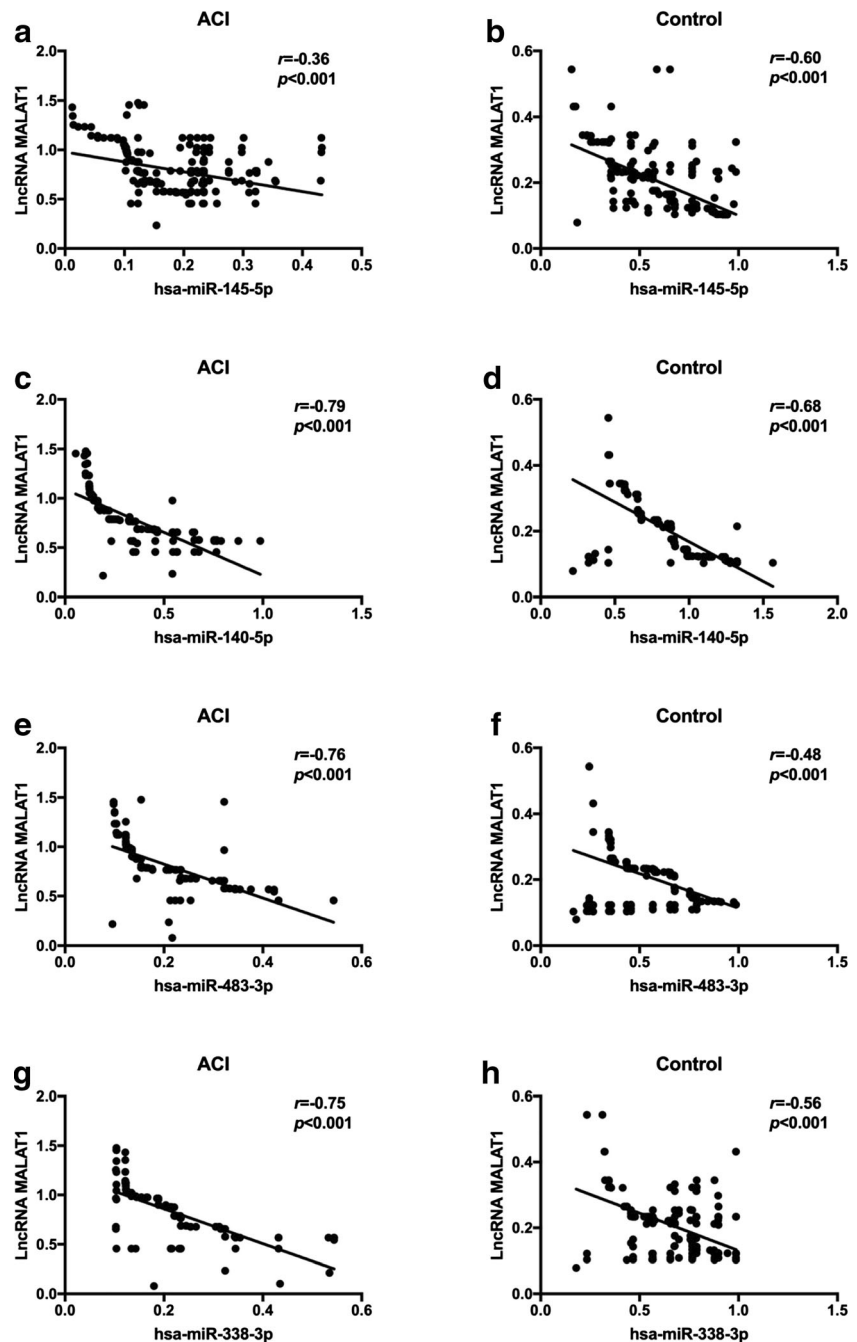 a
ACI
r=-0.36
p<0.001
LncRNA MALAT1
2.0
1.5
1.0
0.5
0.0
0.0 0.1 0.2 0.3 0.4 0.5
hsa-miR-145-5p
b
Control
r=-0.60
p<0.001
LncRNA MALAT1
0.6
0.4
0.2
0.0
0.0 0.5 1.0 1.5
hsa-miR-145-5p
c
ACI
r=-0.79
p<0.001
LncRNA MALAT1
2.0
1.5
1.0
0.5
0.0
0.0 0.5 1.0 1.5
hsa-miR-140-5p
d
Control
r=-0.68
p<0.001
LncRNA MALAT1
0.6
0.4
0.2
0.0
0.0 0.5 1.0 1.5 2.0
hsa-miR-140-5p
e
ACI
r=-0.76
p<0.001
LncRNA MALAT1
2.0
1.5
1.0
0.5
0.0
0.0 0.2 0.4 0.6
hsa-miR-483-3p
f
Control
r=-0.48
p<0.001
LncRNA MALAT1
0.6
0.4
0.2
0.0
0.0 0.5 1.0 1.5
hsa-miR-483-3p
g
ACI
r=-0.75
p<0.001
LncRNA MALAT1
2.0
1.5
1.0
0.5
0.0
0.0 0.2 0.4 0.6
hsa-miR-338-3p
h
Control
r=-0.56
p<0.001
LncRNA MALAT1
0.6
0.4
0.2
0.0
0.0 0.5 1.0 1.5
hsa-miR-338-3p